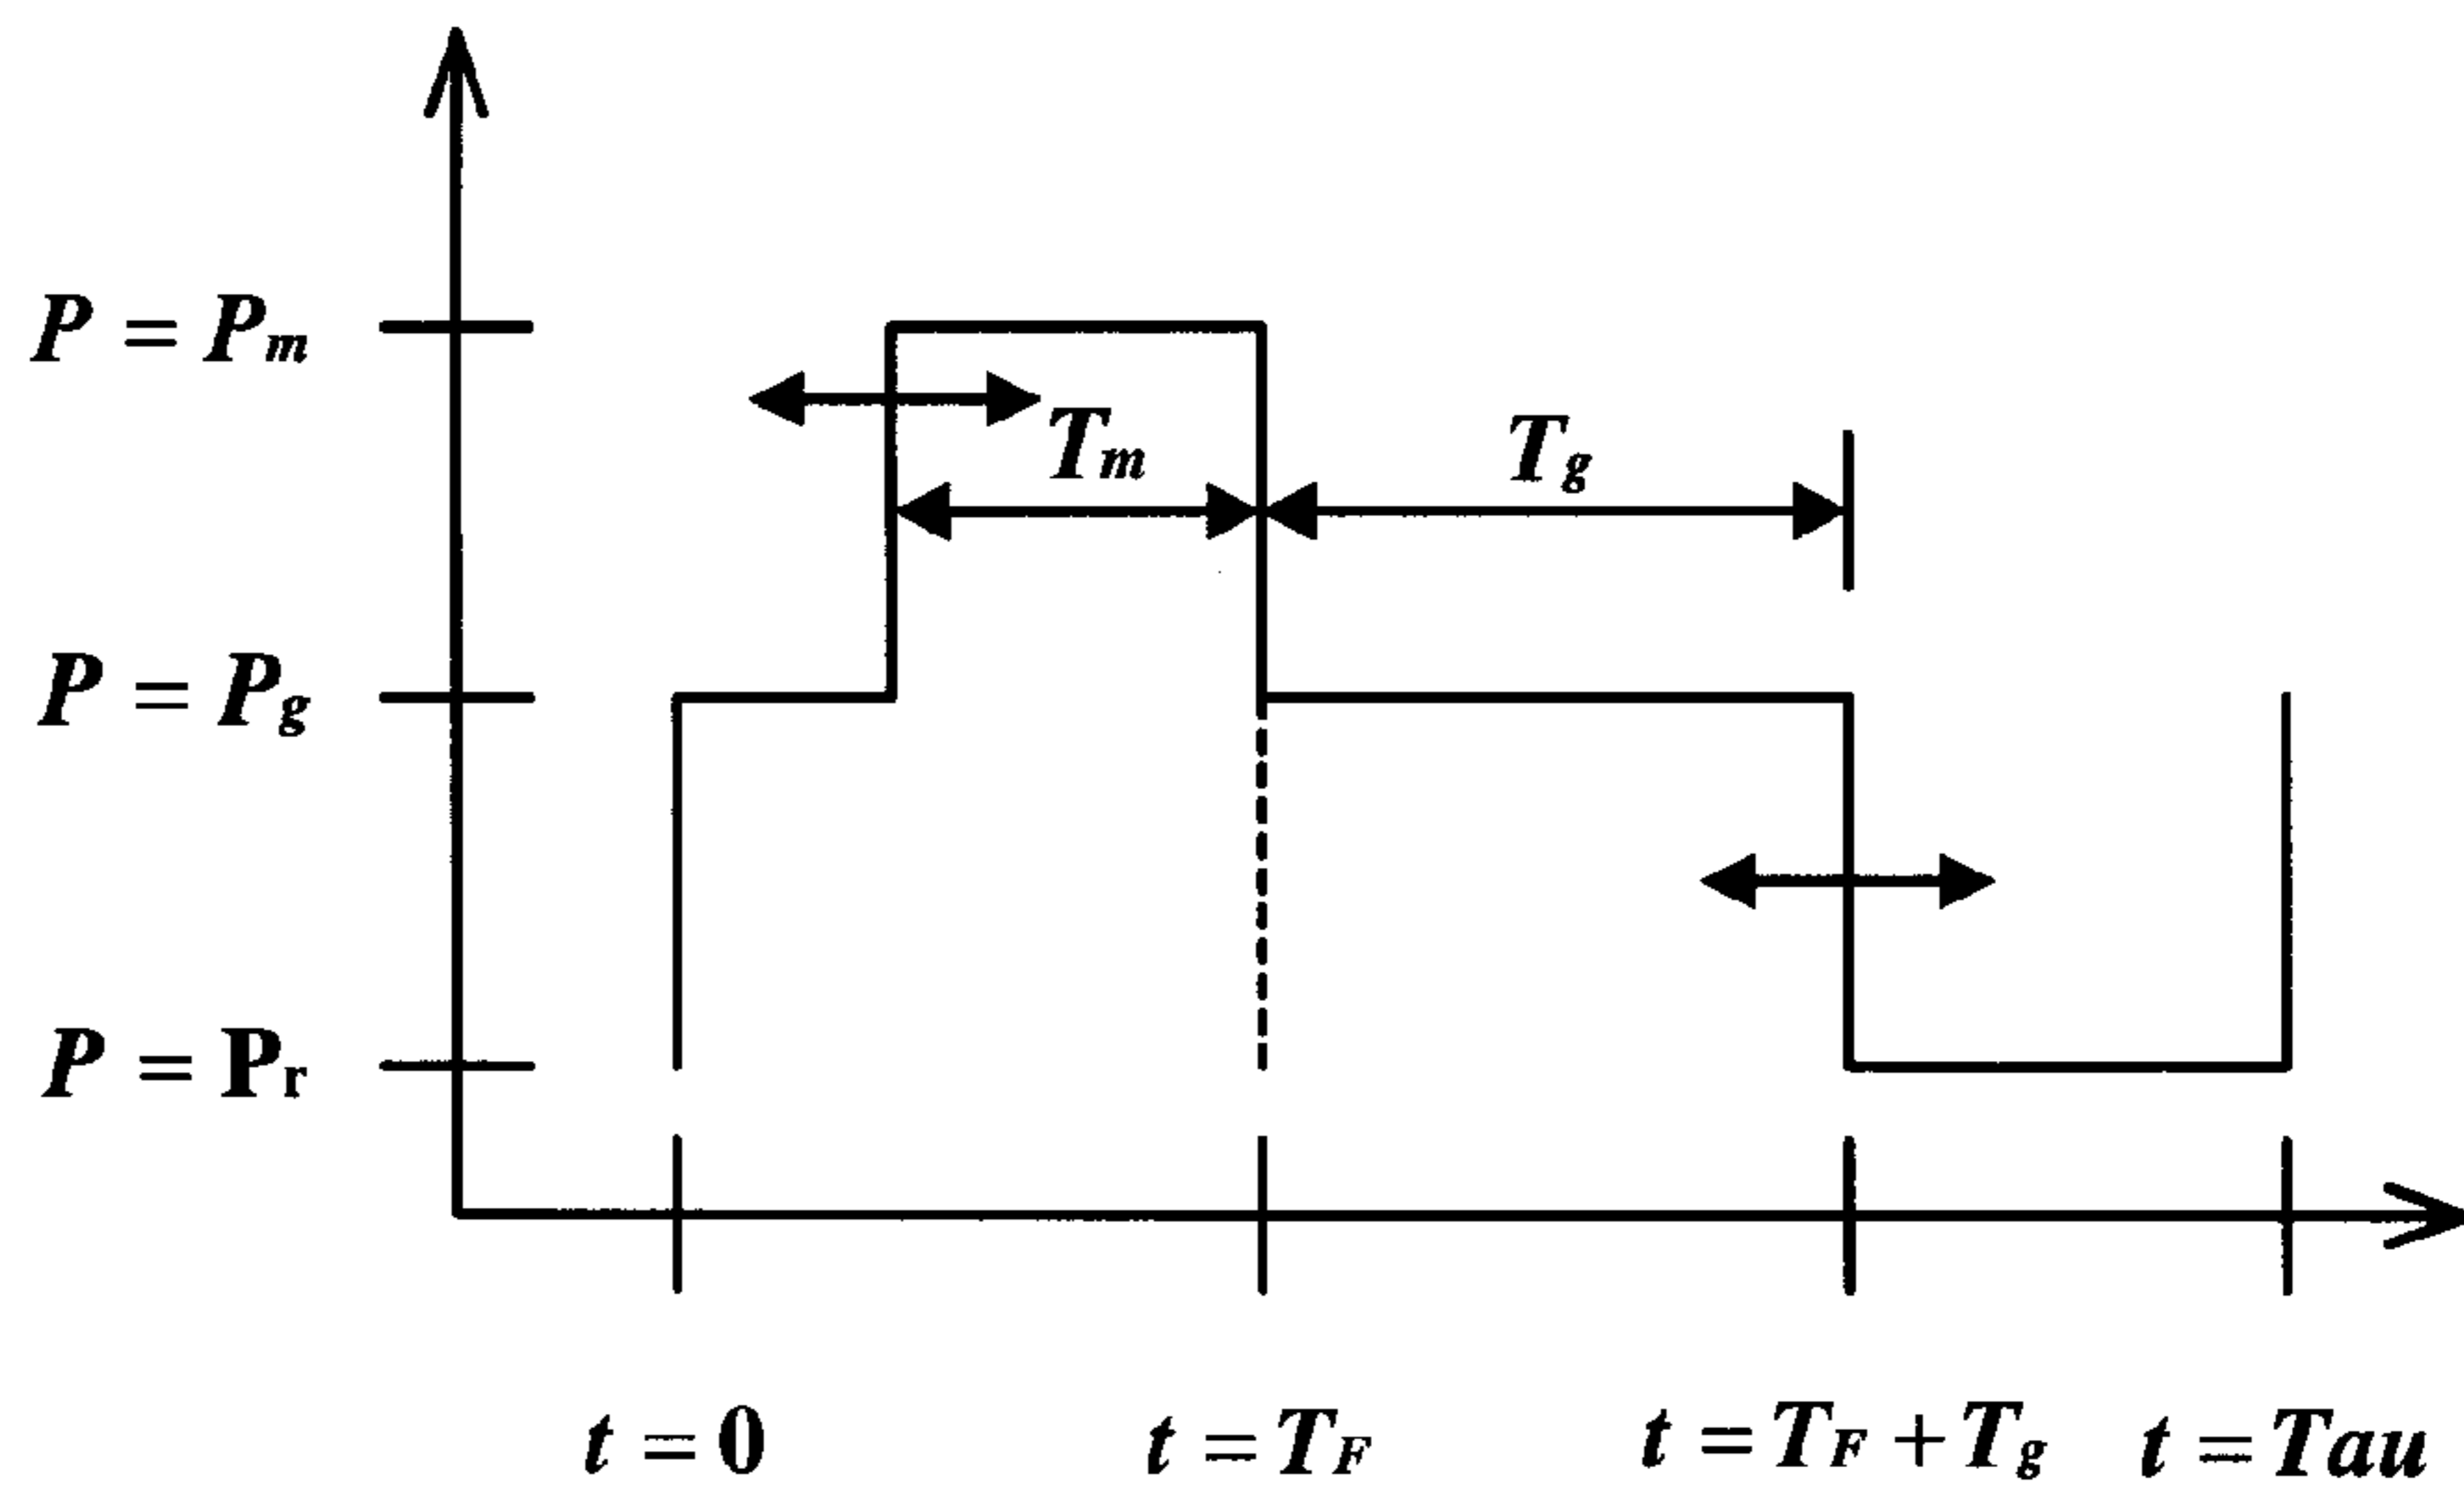 P = Pm
Tm
Tg
P = Pg
P = Pr
t = 0
t = TF
t = TF + Tg
t = Tau